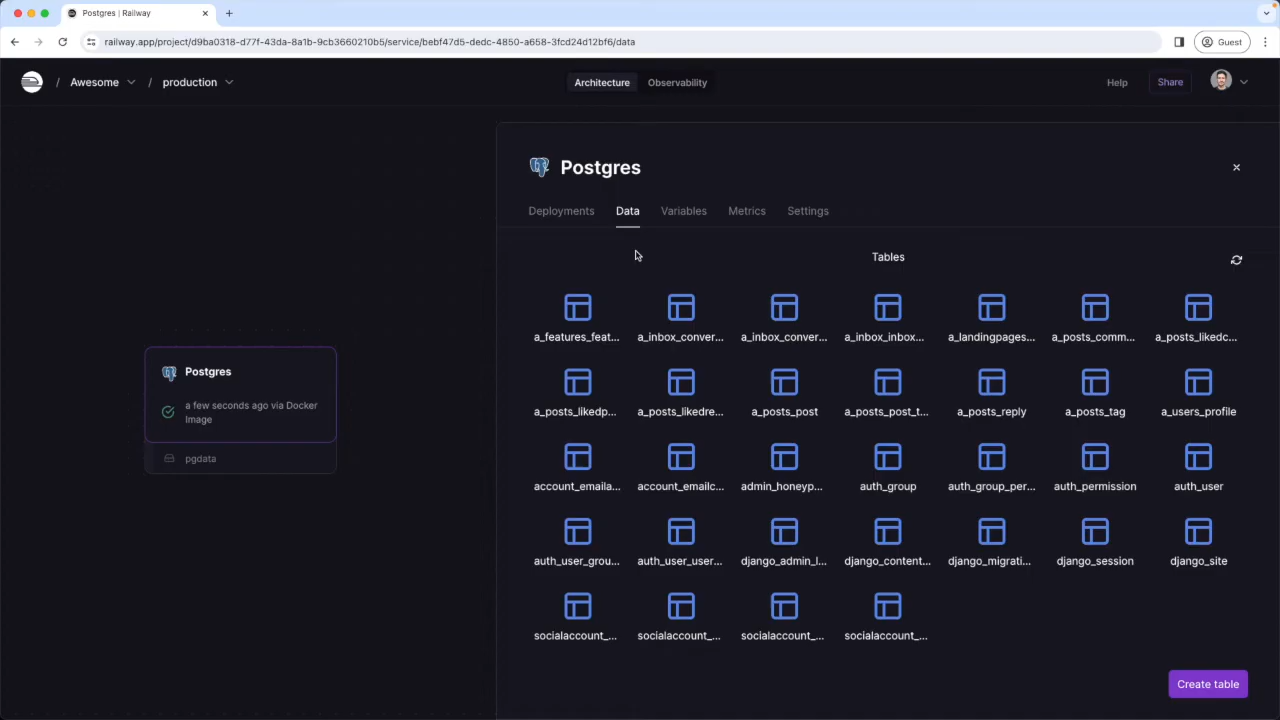 Postgres | Railway
railway.app/project/d9ba0318-d77f-43da-8a1b-9cb3660210b5/service/bebf47d5-dedc-4850-a658-3fcd24d12bf6/data
Guest
/ Awesome / production
Architecture Observability
Help Share
Postgres
Deployments Data Variables Metrics Settings
Tables
a_features_feat... a_inbox_conver... a_inbox_conver... a_inbox_inbox... a_landingpages... a_posts_comm... a_posts_likedc...
a_posts_likedp... a_posts_likedre... a_posts_post a_posts_post_t... a_posts_reply a_posts_tag a_users_profile
account_emaila... account_emailc... admin_honeyp... auth_group auth_group_per... auth_permission auth_user
auth_user_grou... auth_user_user... django_admin_l... django_content... django_migrati... django_session django_site
socialaccount_... socialaccount_... socialaccount_... socialaccount_...
Create table
Postgres
a few seconds ago via Docker
Image
pgdata